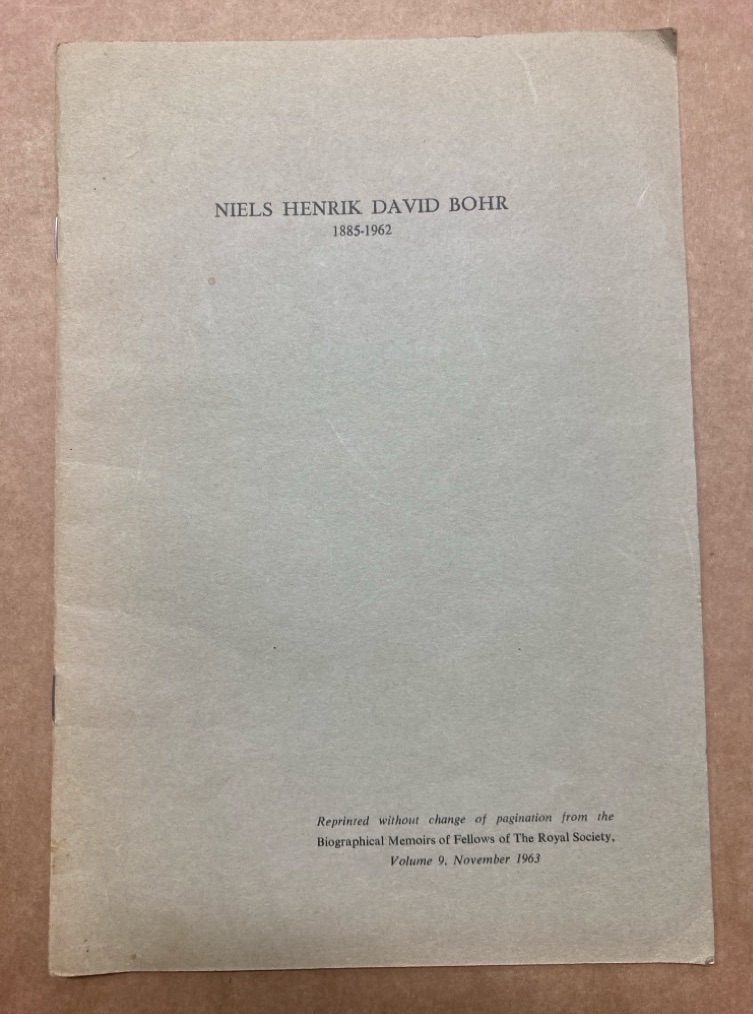 NIELS HENRIK DAVID BOHR
1885-1962
Reprinted without change of pagination from the
Biographical Memoirs of Fellows of The Royal Society,
Volume 9, November 1963